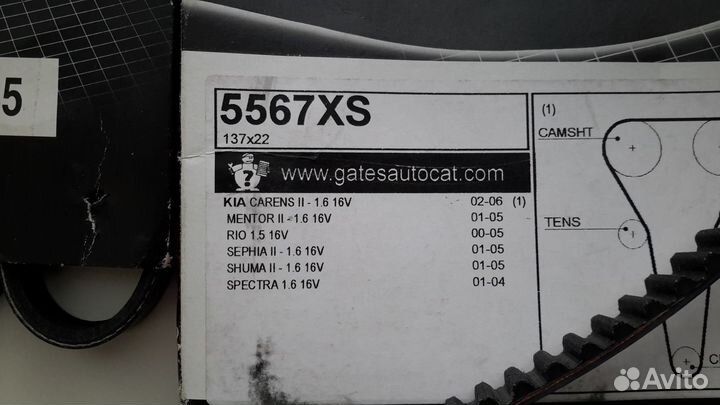 5
5567XS
137x22
www.gatesautocat.com
KIA CARENS II - 1.6 16V 02-06 (1)
MENTOR II - 1.6 16V 01-05
RIO 1.5 16V 00-05
SEPHIA II - 1.6 16V 01-05
SHUMA II - 1.6 16V 01-05
SPECTRA 1.6 16V 01-04
(1)
CAMSHT
TENS
Avito